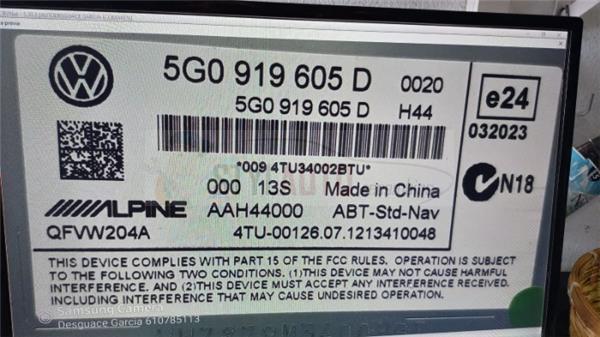 5G0 919 605 D 0020
5G0 919 605 D H44
e24
032023
*009 4TU34002BTU*
000 13S Made in China
N18
ALPINE AAH44000 ABT-Std-Nav
QFVW204A 4TU-00126.07.1213410048
THIS DEVICE COMPLIES WITH PART 15 OF THE FCC RULES. OPERATION IS SUBJECT
TO THE FOLLOWING TWO CONDITIONS. (1)THIS DEVICE MAY NOT CAUSE HARMFUL
INTERFERENCE. AND (2)THIS DEVICE MUST ACCEPT ANY INTERFERENCE RECEIVED.
INCLUDING INTERFERENCE THAT MAY CAUSE UNDESIRED OPERATION.
Samsung Camera
Desguace Garcia 610785113